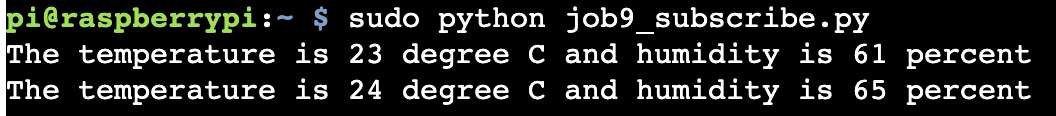 pi@raspberrypi:~ $ sudo python job9_subscribe.py
The temperature is 23 degree C and humidity is 61 percent
The temperature is 24 degree C and humidity is 65 percent